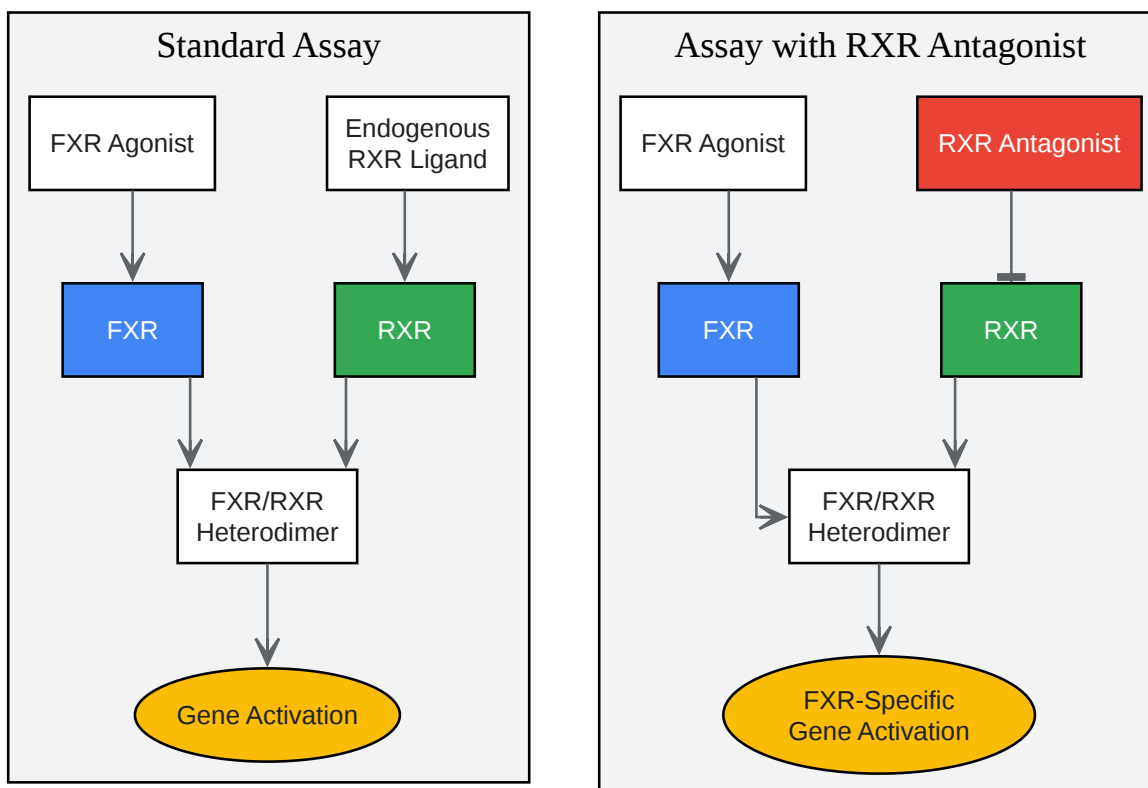 Standard Assay
FXR Agonist
Endogenous
RXR Ligand
FXR
RXR
FXR/RXR
Heterodimer
Gene Activation
Assay with RXR Antagonist
FXR Agonist
RXR Antagonist
FXR
RXR
FXR/RXR
Heterodimer
FXR-Specific
Gene Activation